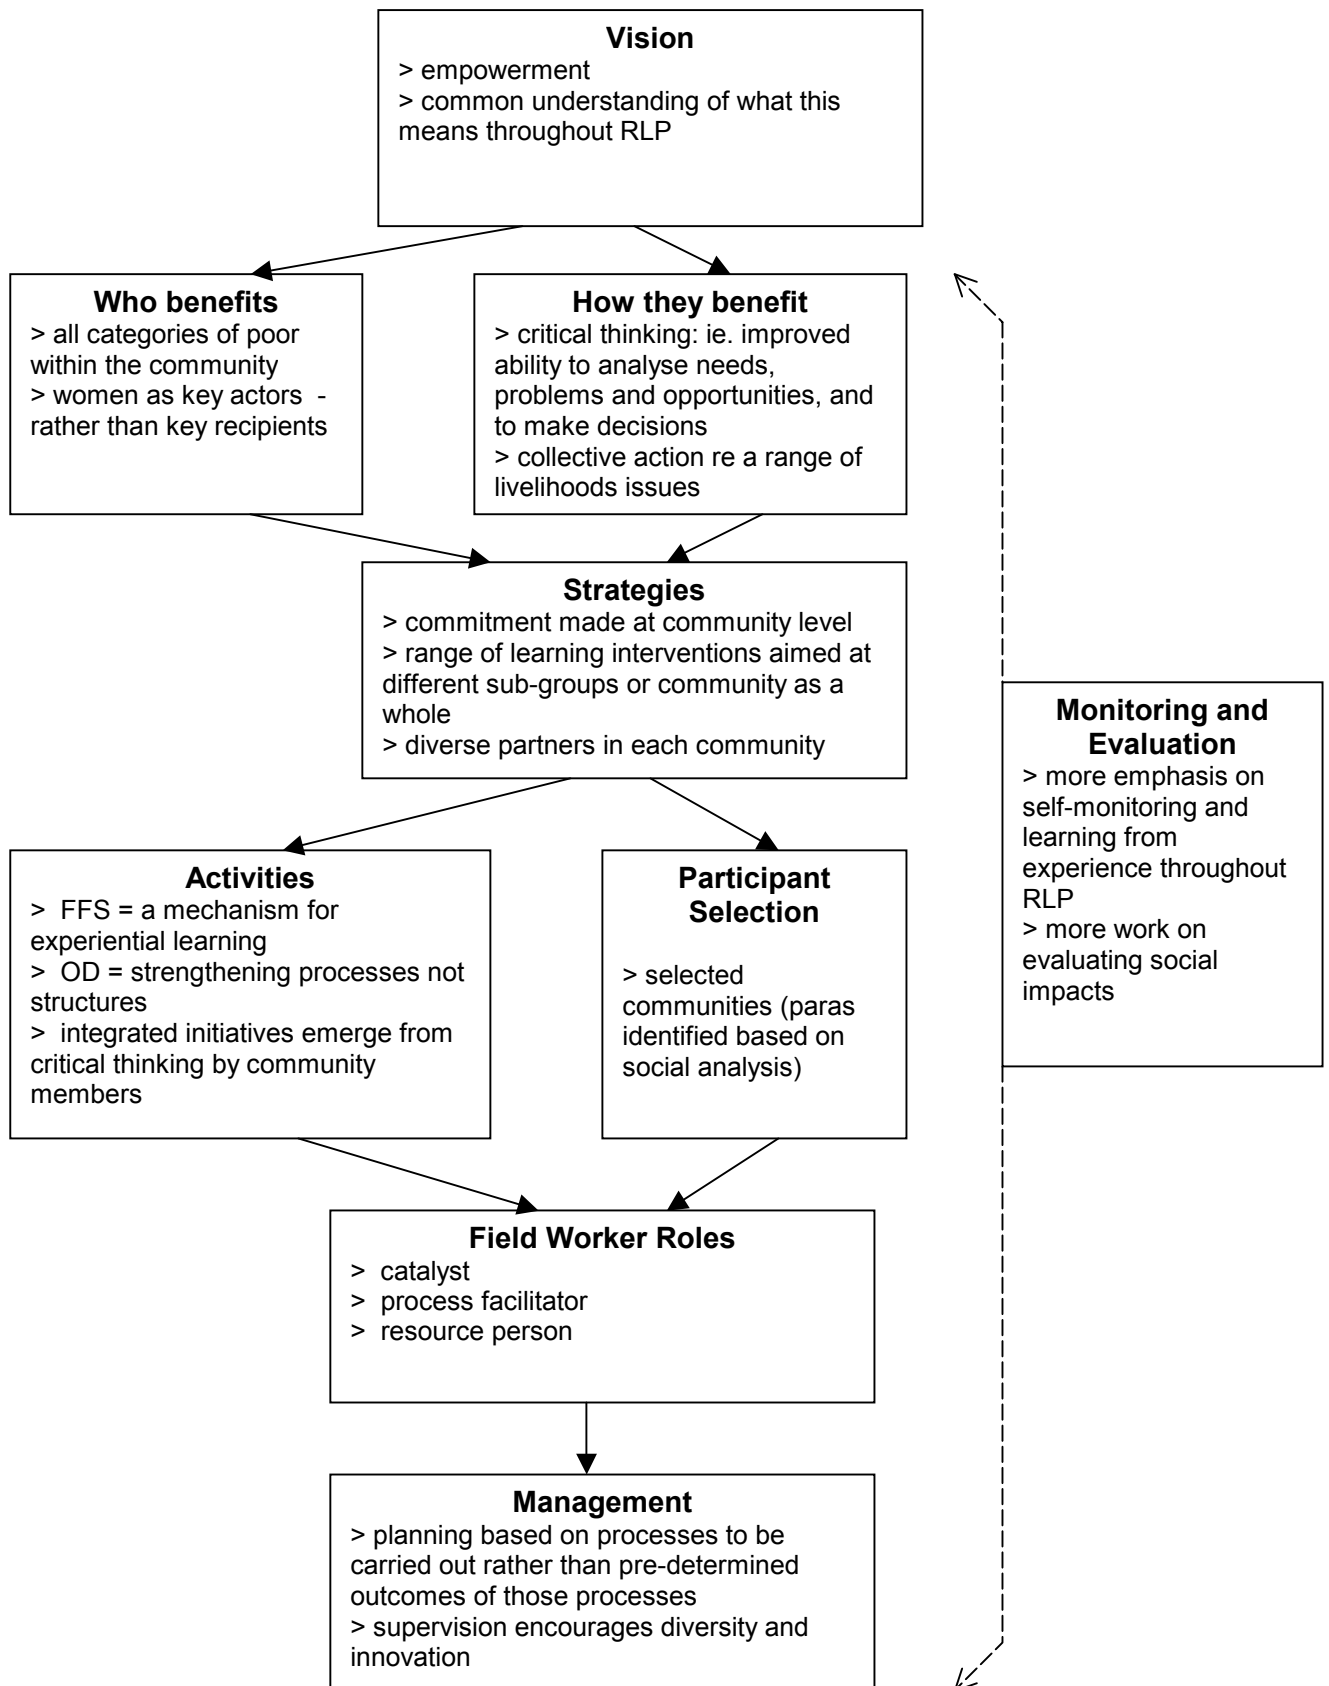 Vision
> empowerment
> common understanding of what this
means throughout RLP
Who benefits
> all categories of poor
within the community
> women as key actors  -
rather than key recipients
How they benefit
> critical thinking: ie. improved
ability to analyse needs,
problems and opportunities, and
to make decisions
> collective action re a range of
livelihoods issues
Strategies
> commitment made at community level
> range of learning interventions aimed at
different sub-groups or community as a
whole
> diverse partners in each community
Monitoring and
Evaluation
> more emphasis on
self-monitoring and
learning from
experience throughout
RLP
> more work on
evaluating social
impacts
Activities
>  FFS = a mechanism for
experiential learning
>  OD = strengthening processes not
structures
>  integrated initiatives emerge from
critical thinking by community
members
Participant
Selection
> selected
communities (paras
identified based on
social analysis)
Field Worker Roles
>  catalyst
>  process facilitator
>  resource person
Management
> planning based on processes to be
carried out rather than pre-determined
outcomes of those processes
> supervision encourages diversity and
innovation